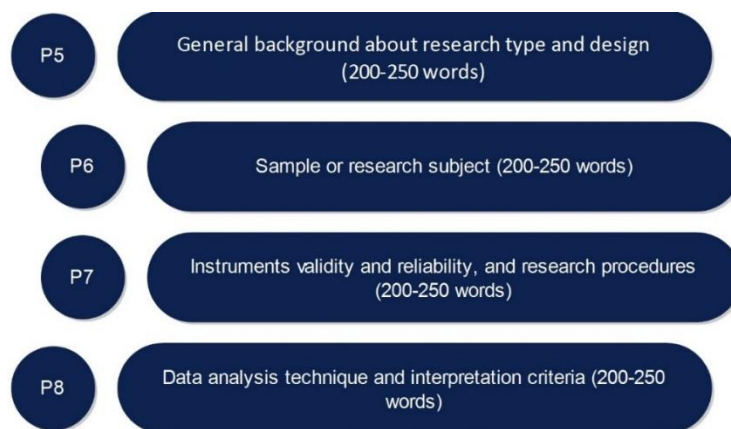 P5
General background about research type and design
(200-250 words)
P6
Sample or research subject (200-250 words)
P7
Instruments validity and reliability, and research procedures
(200-250 words)
P8
Data analysis technique and interpretation criteria (200-250
words)